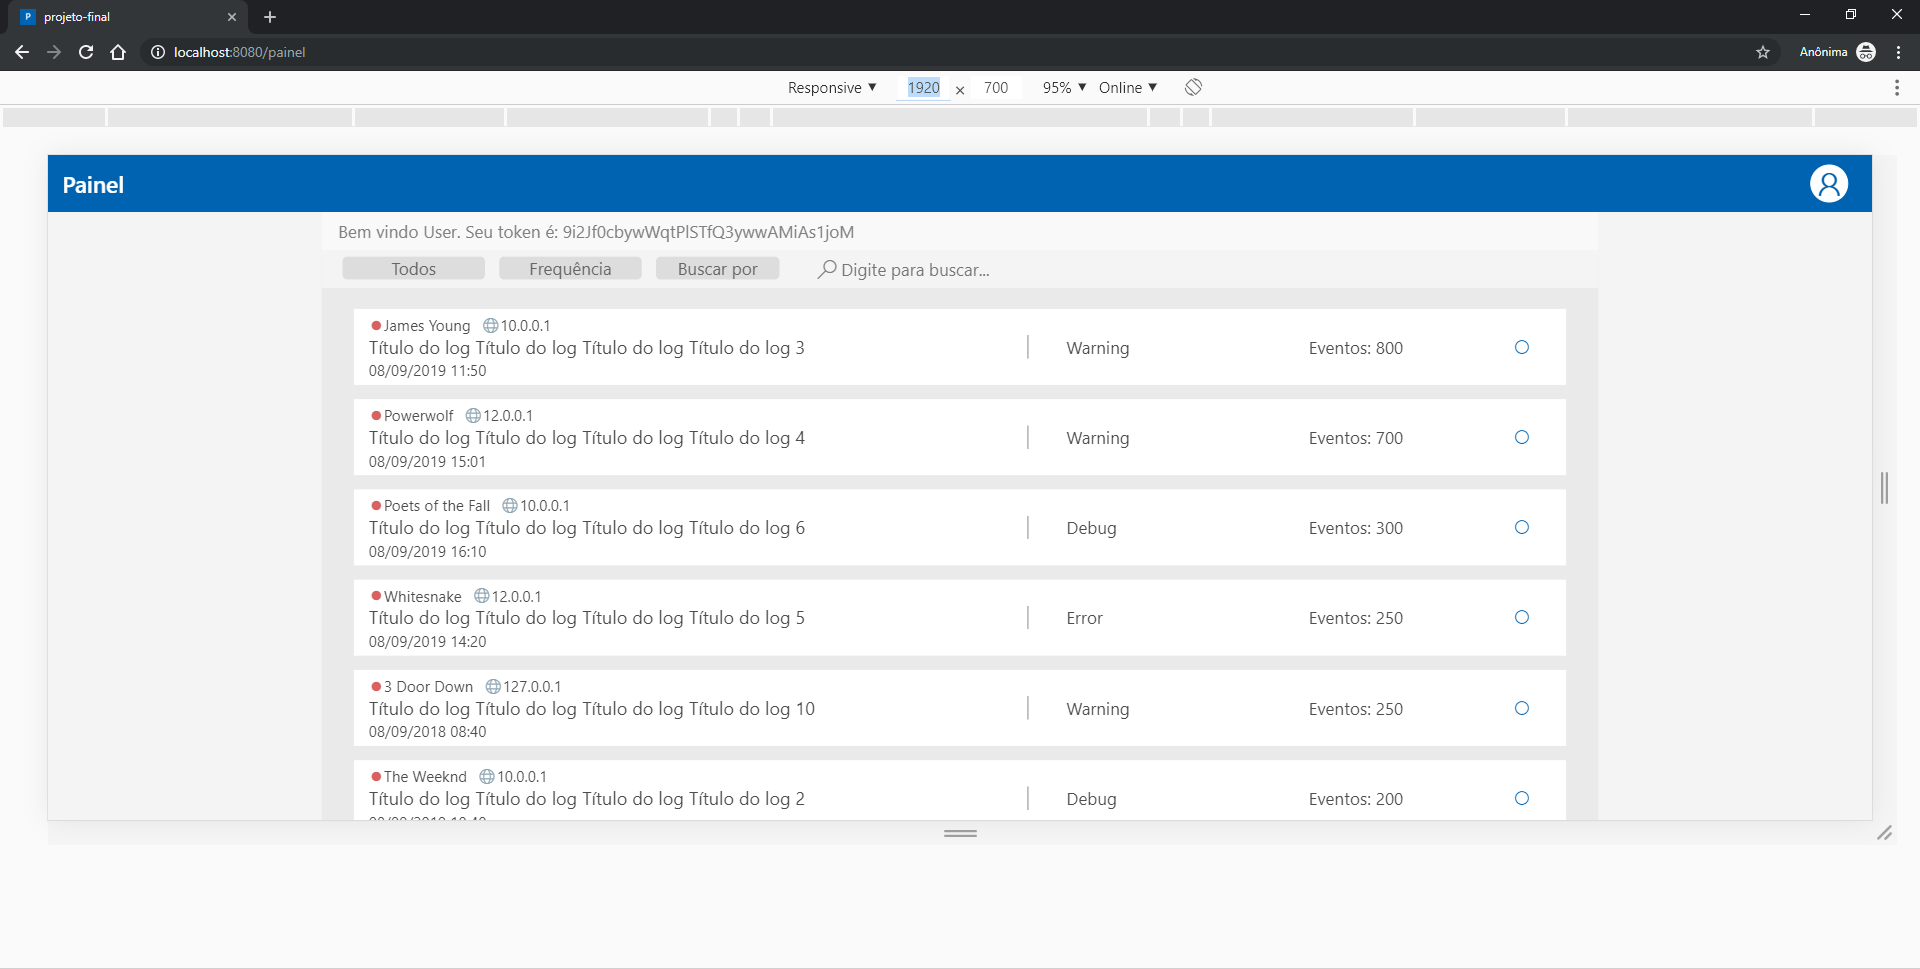 P projeto-final
localhost:8080/painel
Anônima
Responsive ▼ 1920 × 700 95% ▼ Online ▼
Painel
Bem vindo User. Seu token é: 9i2Jf0cbywWqtPlSTfQ3ywwAMiAs1joM
Todos Frequência Buscar por Digite para buscar...
James Young 10.0.0.1
Título do log Título do log Título do log Título do log 3 Warning Eventos: 800
08/09/2019 11:50
Powerwolf 12.0.0.1
Título do log Título do log Título do log Título do log 4 Warning Eventos: 700
08/09/2019 15:01
Poets of the Fall 10.0.0.1
Título do log Título do log Título do log Título do log 6 Debug Eventos: 300
08/09/2019 16:10
Whitesnake 12.0.0.1
Título do log Título do log Título do log Título do log 5 Error Eventos: 250
08/09/2019 14:20
3 Door Down 127.0.0.1
Título do log Título do log Título do log Título do log 10 Warning Eventos: 250
08/09/2018 08:40
The Weeknd 10.0.0.1
Título do log Título do log Título do log Título do log 2 Debug Eventos: 200